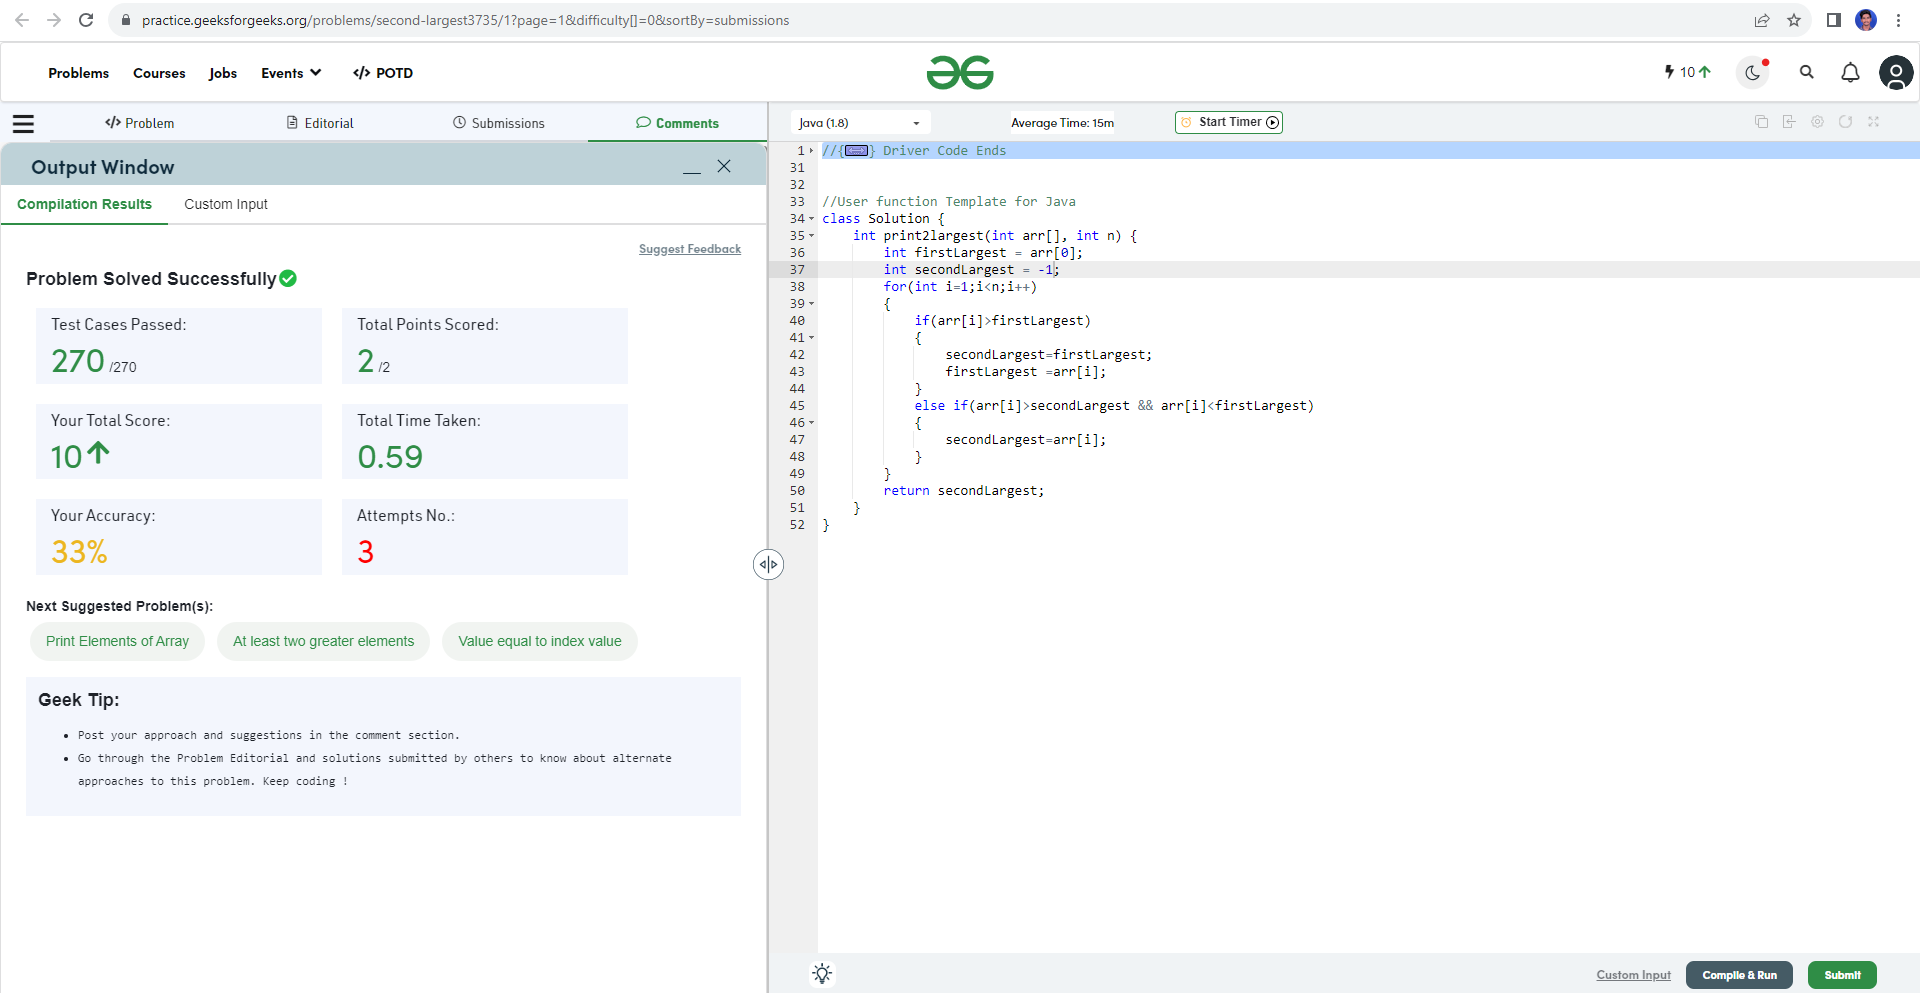 practice.geeksforgeeks.org/problems/second-largest3735/1?page=1&difficulty[]=0&sortBy=submissions
Problems Courses Jobs Events </> POTD
10
</> Problem Editorial Submissions Comments
Output Window
Compilation Results Custom Input
Suggest Feedback
Problem Solved Successfully
Test Cases Passed:
270 /270
Total Points Scored:
2 /2
Your Total Score:
10
Total Time Taken:
0.59
Your Accuracy:
33%
Attempts No.:
3
Next Suggested Problem(s):
Print Elements of Array At least two greater elements Value equal to index value
Geek Tip:
• Post your approach and suggestions in the comment section.
• Go through the Problem Editorial and solutions submitted by others to know about alternate
approaches to this problem. Keep coding !
Java (1.8) Average Time: 15m Start Timer
1 //{} Driver Code Ends
31
32
33 //User function Template for Java
34 class Solution {
35 int print2largest(int arr[], int n) {
36 int firstLargest = arr[0];
37 int secondLargest = -1;
38 for(int i=1;i<n;i++)
39 {
40 if(arr[i]>firstLargest)
41 {
42 secondLargest=firstLargest;
43 firstLargest =arr[i];
44 }
45 else if(arr[i]>secondLargest && arr[i]<firstLargest)
46 {
47 secondLargest=arr[i];
48 }
49 }
50 return secondLargest;
51 }
52 }
Custom Input Compile & Run Submit